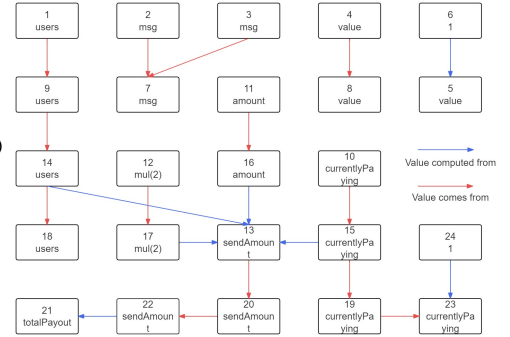 1
users
2
msg
3
msg
4
value
6
1
9
users
7
msg
11
amount
8
value
5
value
14
users
12
mul(2)
16
amount
10
currentlyPa
ying
Value computed from
Value comes from
18
users
17
mul(2)
13
sendAmoun
t
15
currentlyPa
ying
24
1
21
totalPayout
22
sendAmoun
t
20
sendAmoun
t
19
currentlyPa
ying
23
currentlyPa
ying